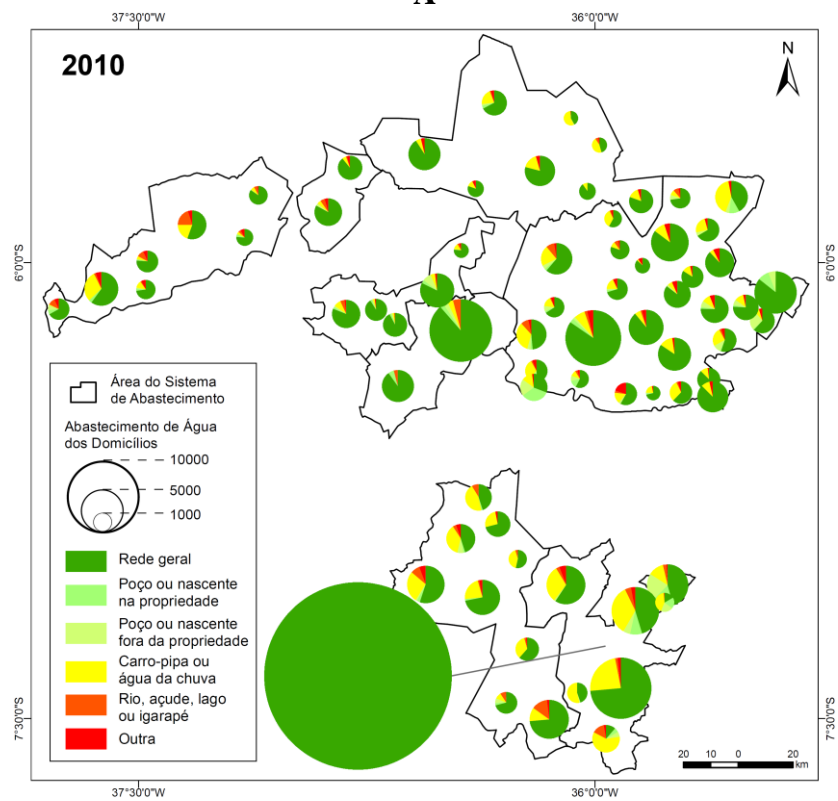 37°30'0"W
36°0'0"W
2010
N
6°0'0"S
6°0'0"S
Área do Sistema
de Abastecimento
Abastecimento de Água
dos Domicílios
10000
5000
1000
Rede geral
Poço ou nascente
na propriedade
Poço ou nascente
fora da propriedade
Carro-pipa ou
água da chuva
Rio, açude, lago
ou igarapé
Outra
7°30'0"S
7°30'0"S
20 10 0 20
km
37°30'0"W
36°0'0"W